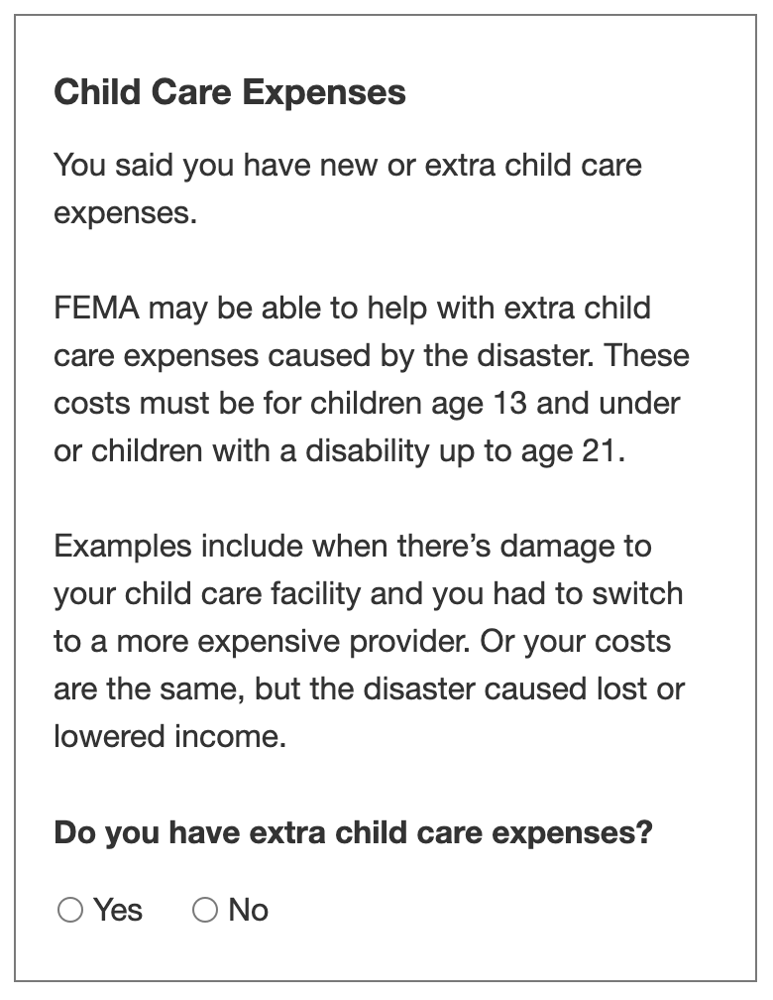 Child Care Expenses
You said you have new or extra child care
expenses.
FEMA may be able to help with extra child
care expenses caused by the disaster. These
costs must be for children age 13 and under
or children with a disability up to age 21.
Examples include when there’s damage to
your child care facility and you had to switch
to a more expensive provider. Or your costs
are the same, but the disaster caused lost or
lowered income.
Do you have extra child care expenses?
Yes No